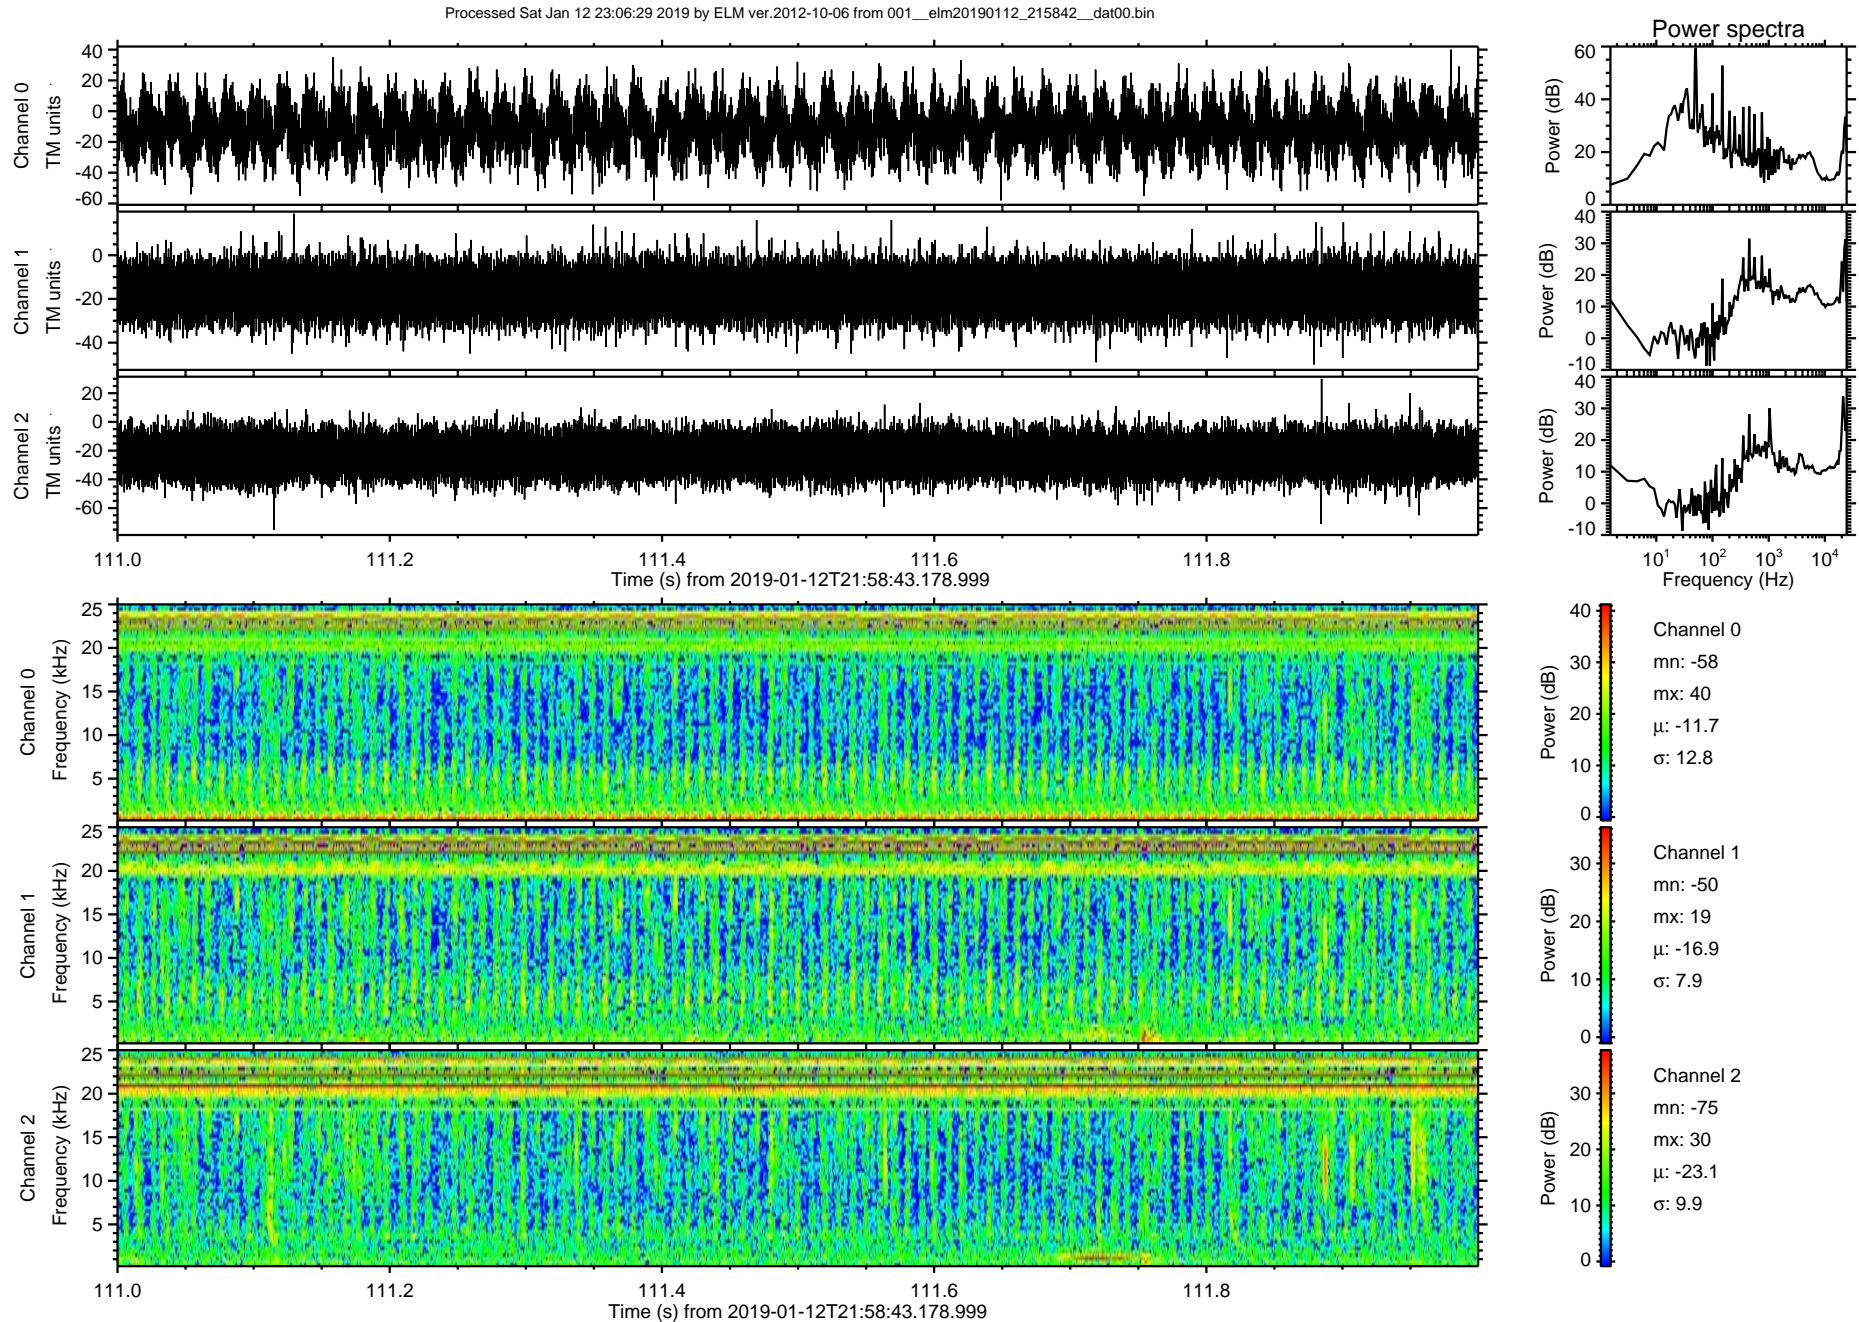 Processed Sat Jan 12 23:06:29 2019 by ELM ver.2012-10-06 from 001__elm20190112_215842__dat00.bin
Power spectra
Channel 0
TM units
40
20
0
-20
-40
-60
Power (dB)
60
40
20
0
Channel 1
TM units
0
-20
-40
Power (dB)
40
30
20
10
0
-10
Channel 2
TM units
20
0
-20
-40
-60
Power (dB)
40
30
20
10
0
-10
111.0 111.2 111.4 111.6 111.8
Time (s) from 2019-01-12T21:58:43.178.999
10^1 10^2 10^3 10^4
Frequency (Hz)
Channel 0
Frequency (kHz)
25
20
15
10
5
Power (dB)
40
30
20
10
0
Channel 0
mn: -58
mx: 40
μ: -11.7
σ: 12.8
Channel 1
Frequency (kHz)
25
20
15
10
5
Power (dB)
30
20
10
0
Channel 1
mn: -50
mx: 19
μ: -16.9
σ: 7.9
Channel 2
Frequency (kHz)
25
20
15
10
5
Power (dB)
30
20
10
0
Channel 2
mn: -75
mx: 30
μ: -23.1
σ: 9.9
111.0 111.2 111.4 111.6 111.8
Time (s) from 2019-01-12T21:58:43.178.999